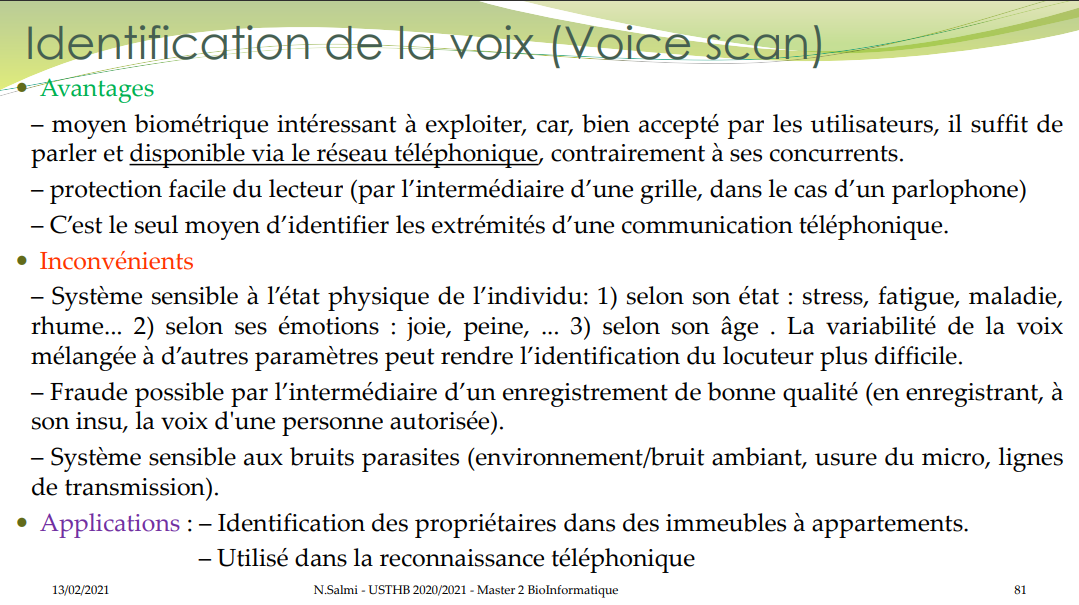 Identification de la voix (Voice scan)
• Avantages
– moyen biométrique intéressant à exploiter, car, bien accepté par les utilisateurs, il suffit de
parler et disponible via le réseau téléphonique, contrairement à ses concurrents.
– protection facile du lecteur (par l’intermédiaire d’une grille, dans le cas d’un parlophone)
– C’est le seul moyen d’identifier les extrémités d’une communication téléphonique.
• Inconvénients
– Système sensible à l’état physique de l’individu: 1) selon son état : stress, fatigue, maladie,
rhume... 2) selon ses émotions : joie, peine, ... 3) selon son âge . La variabilité de la voix
mélangée à d’autres paramètres peut rendre l’identification du locuteur plus difficile.
– Fraude possible par l’intermédiaire d’un enregistrement de bonne qualité (en enregistrant, à
son insu, la voix d'une personne autorisée).
– Système sensible aux bruits parasites (environnement/bruit ambiant, usure du micro, lignes
de transmission).
• Applications : – Identification des propriétaires dans des immeubles à appartements.
– Utilisé dans la reconnaissance téléphonique
13/02/2021 N.Salmi - USTHB 2020/2021 - Master 2 BioInformatique 81